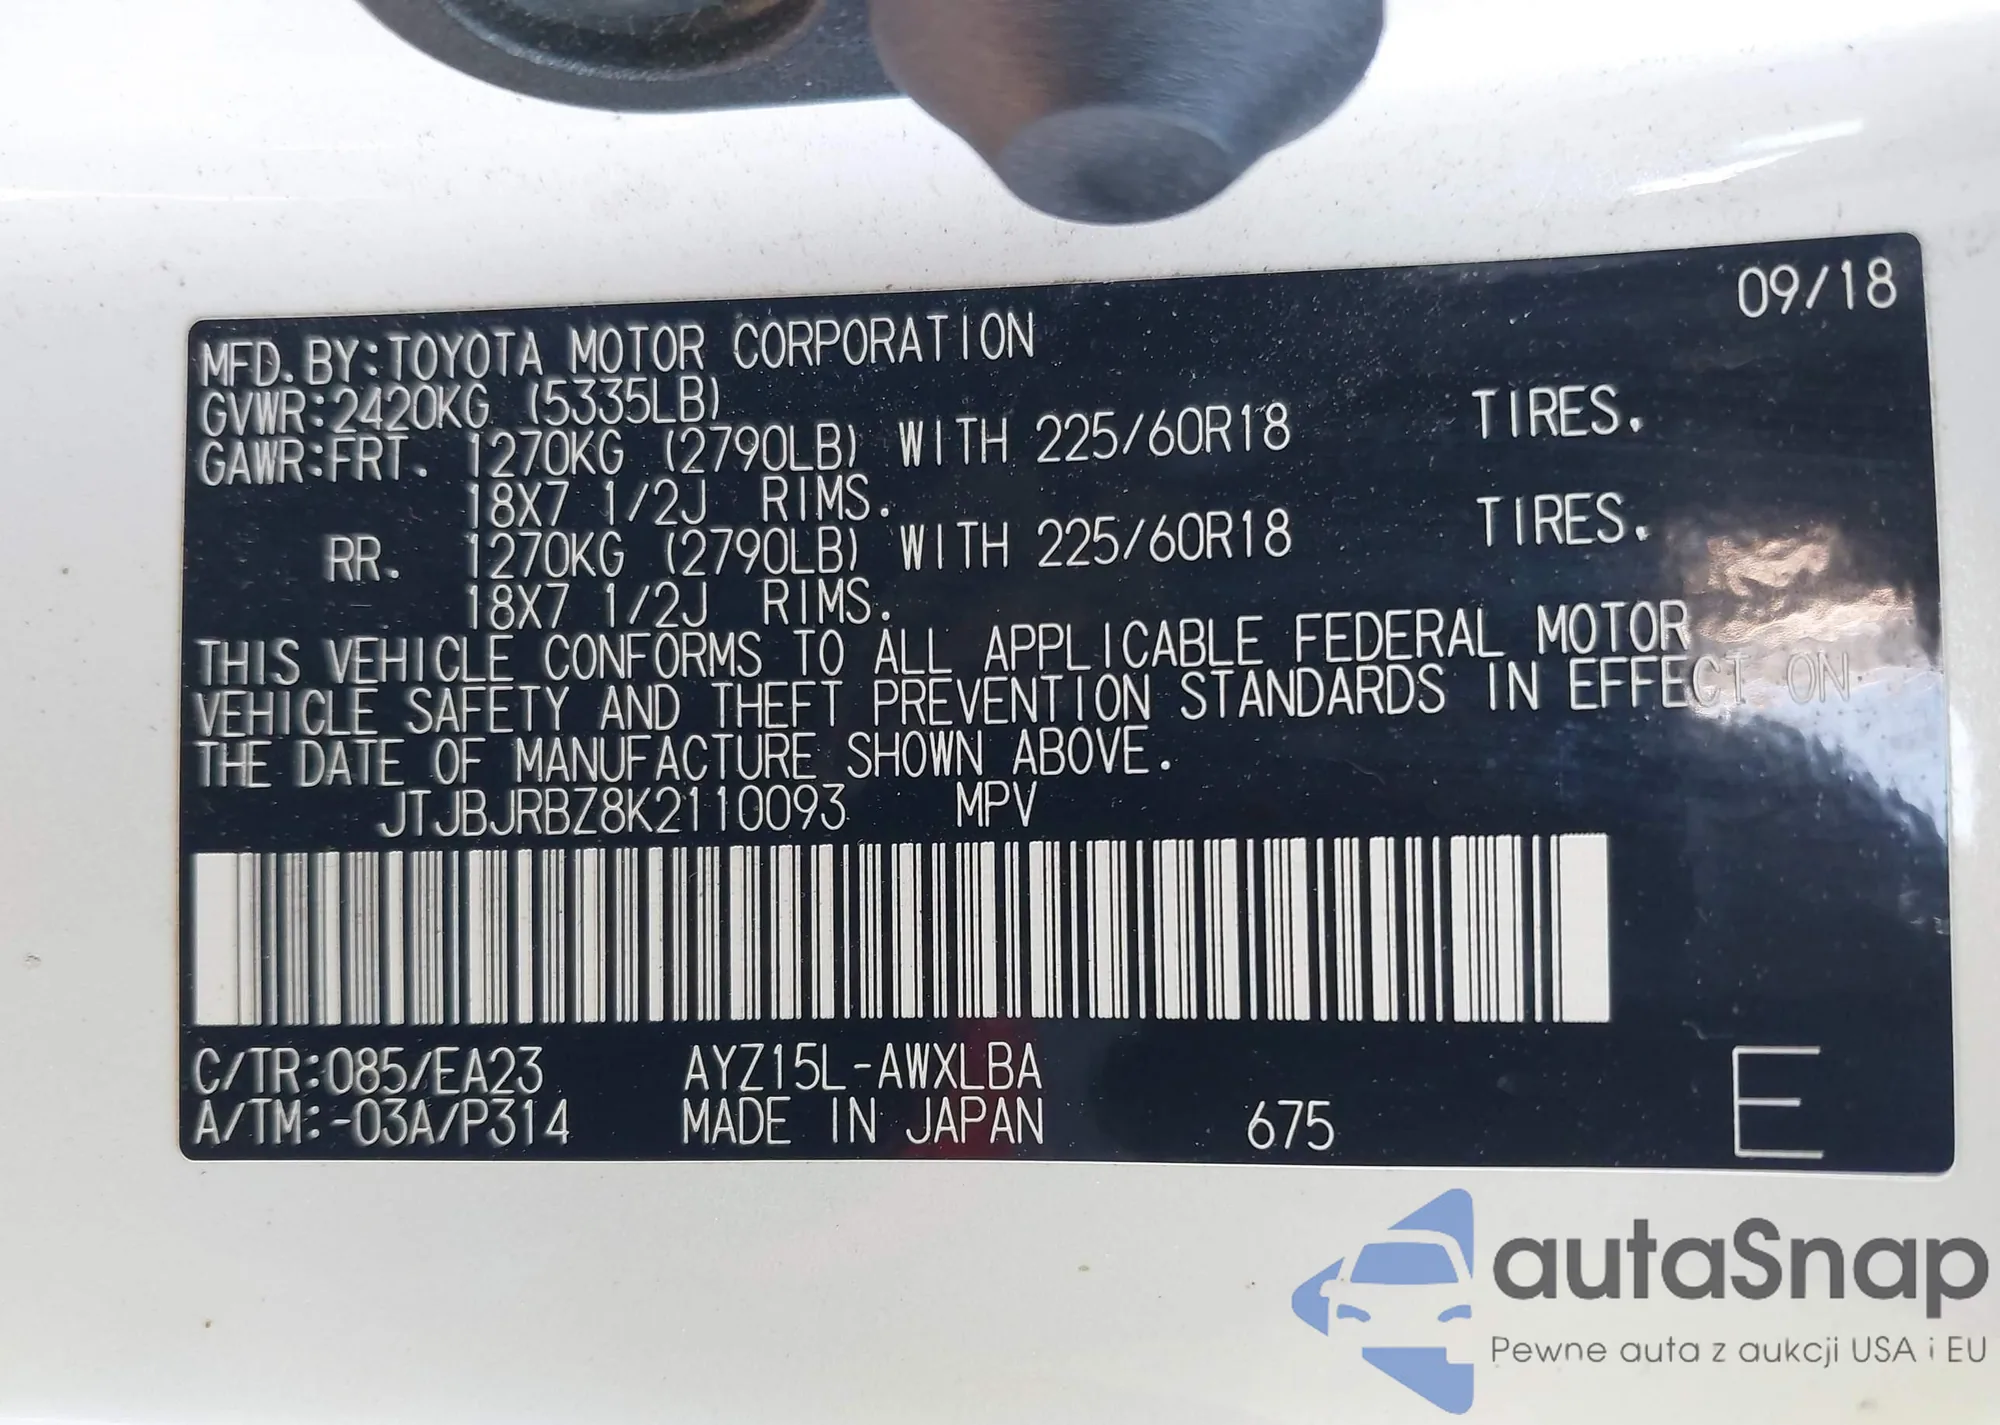 09/18
MFD. BY: TOYOTA MOTOR CORPORATION
GVWR: 2420KG (5335LB)
GAWR: FRT. 1270KG (2790LB) WITH 225/60R18 TIRES.
18X7 1/2J RIMS.
RR. 1270KG (2790LB) WITH 225/60R18 TIRES.
18X7 1/2J RIMS.
THIS VEHICLE CONFORMS TO ALL APPLICABLE FEDERAL MOTOR
VEHICLE SAFETY AND THEFT PREVENTION STANDARDS IN EFFECT ON
THE DATE OF MANUFACTURE SHOWN ABOVE.
JTJBJRBZ8K2110093 MPV
C/TR: 085/EA23 AYZ15L-AWXLBA
A/TM: -03A/P314 MADE IN JAPAN 675 E
autaSnap
Pewne auta z aukcji USA i EU